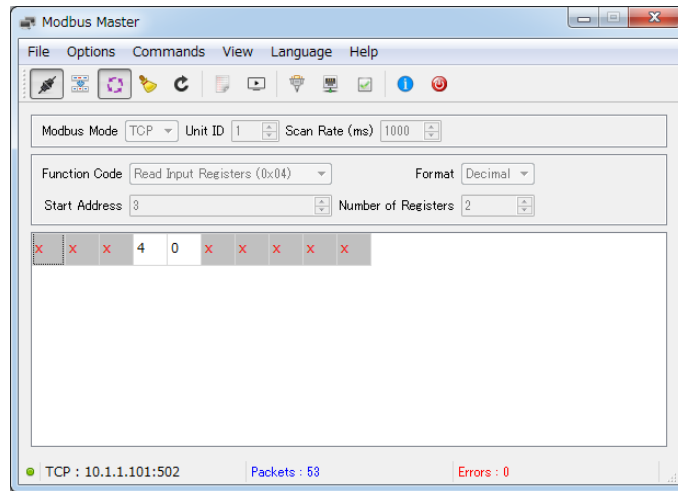 Modbus Master
File Options Commands View Language Help
Modbus Mode TCP Unit ID 1 Scan Rate (ms) 1000
Function Code Read Input Registers (0x04) Format Decimal
Start Address 3 Number of Registers 2
x x x 4 0 x x x x x
TCP : 10.1.1.101:502 Packets : 53 Errors : 0